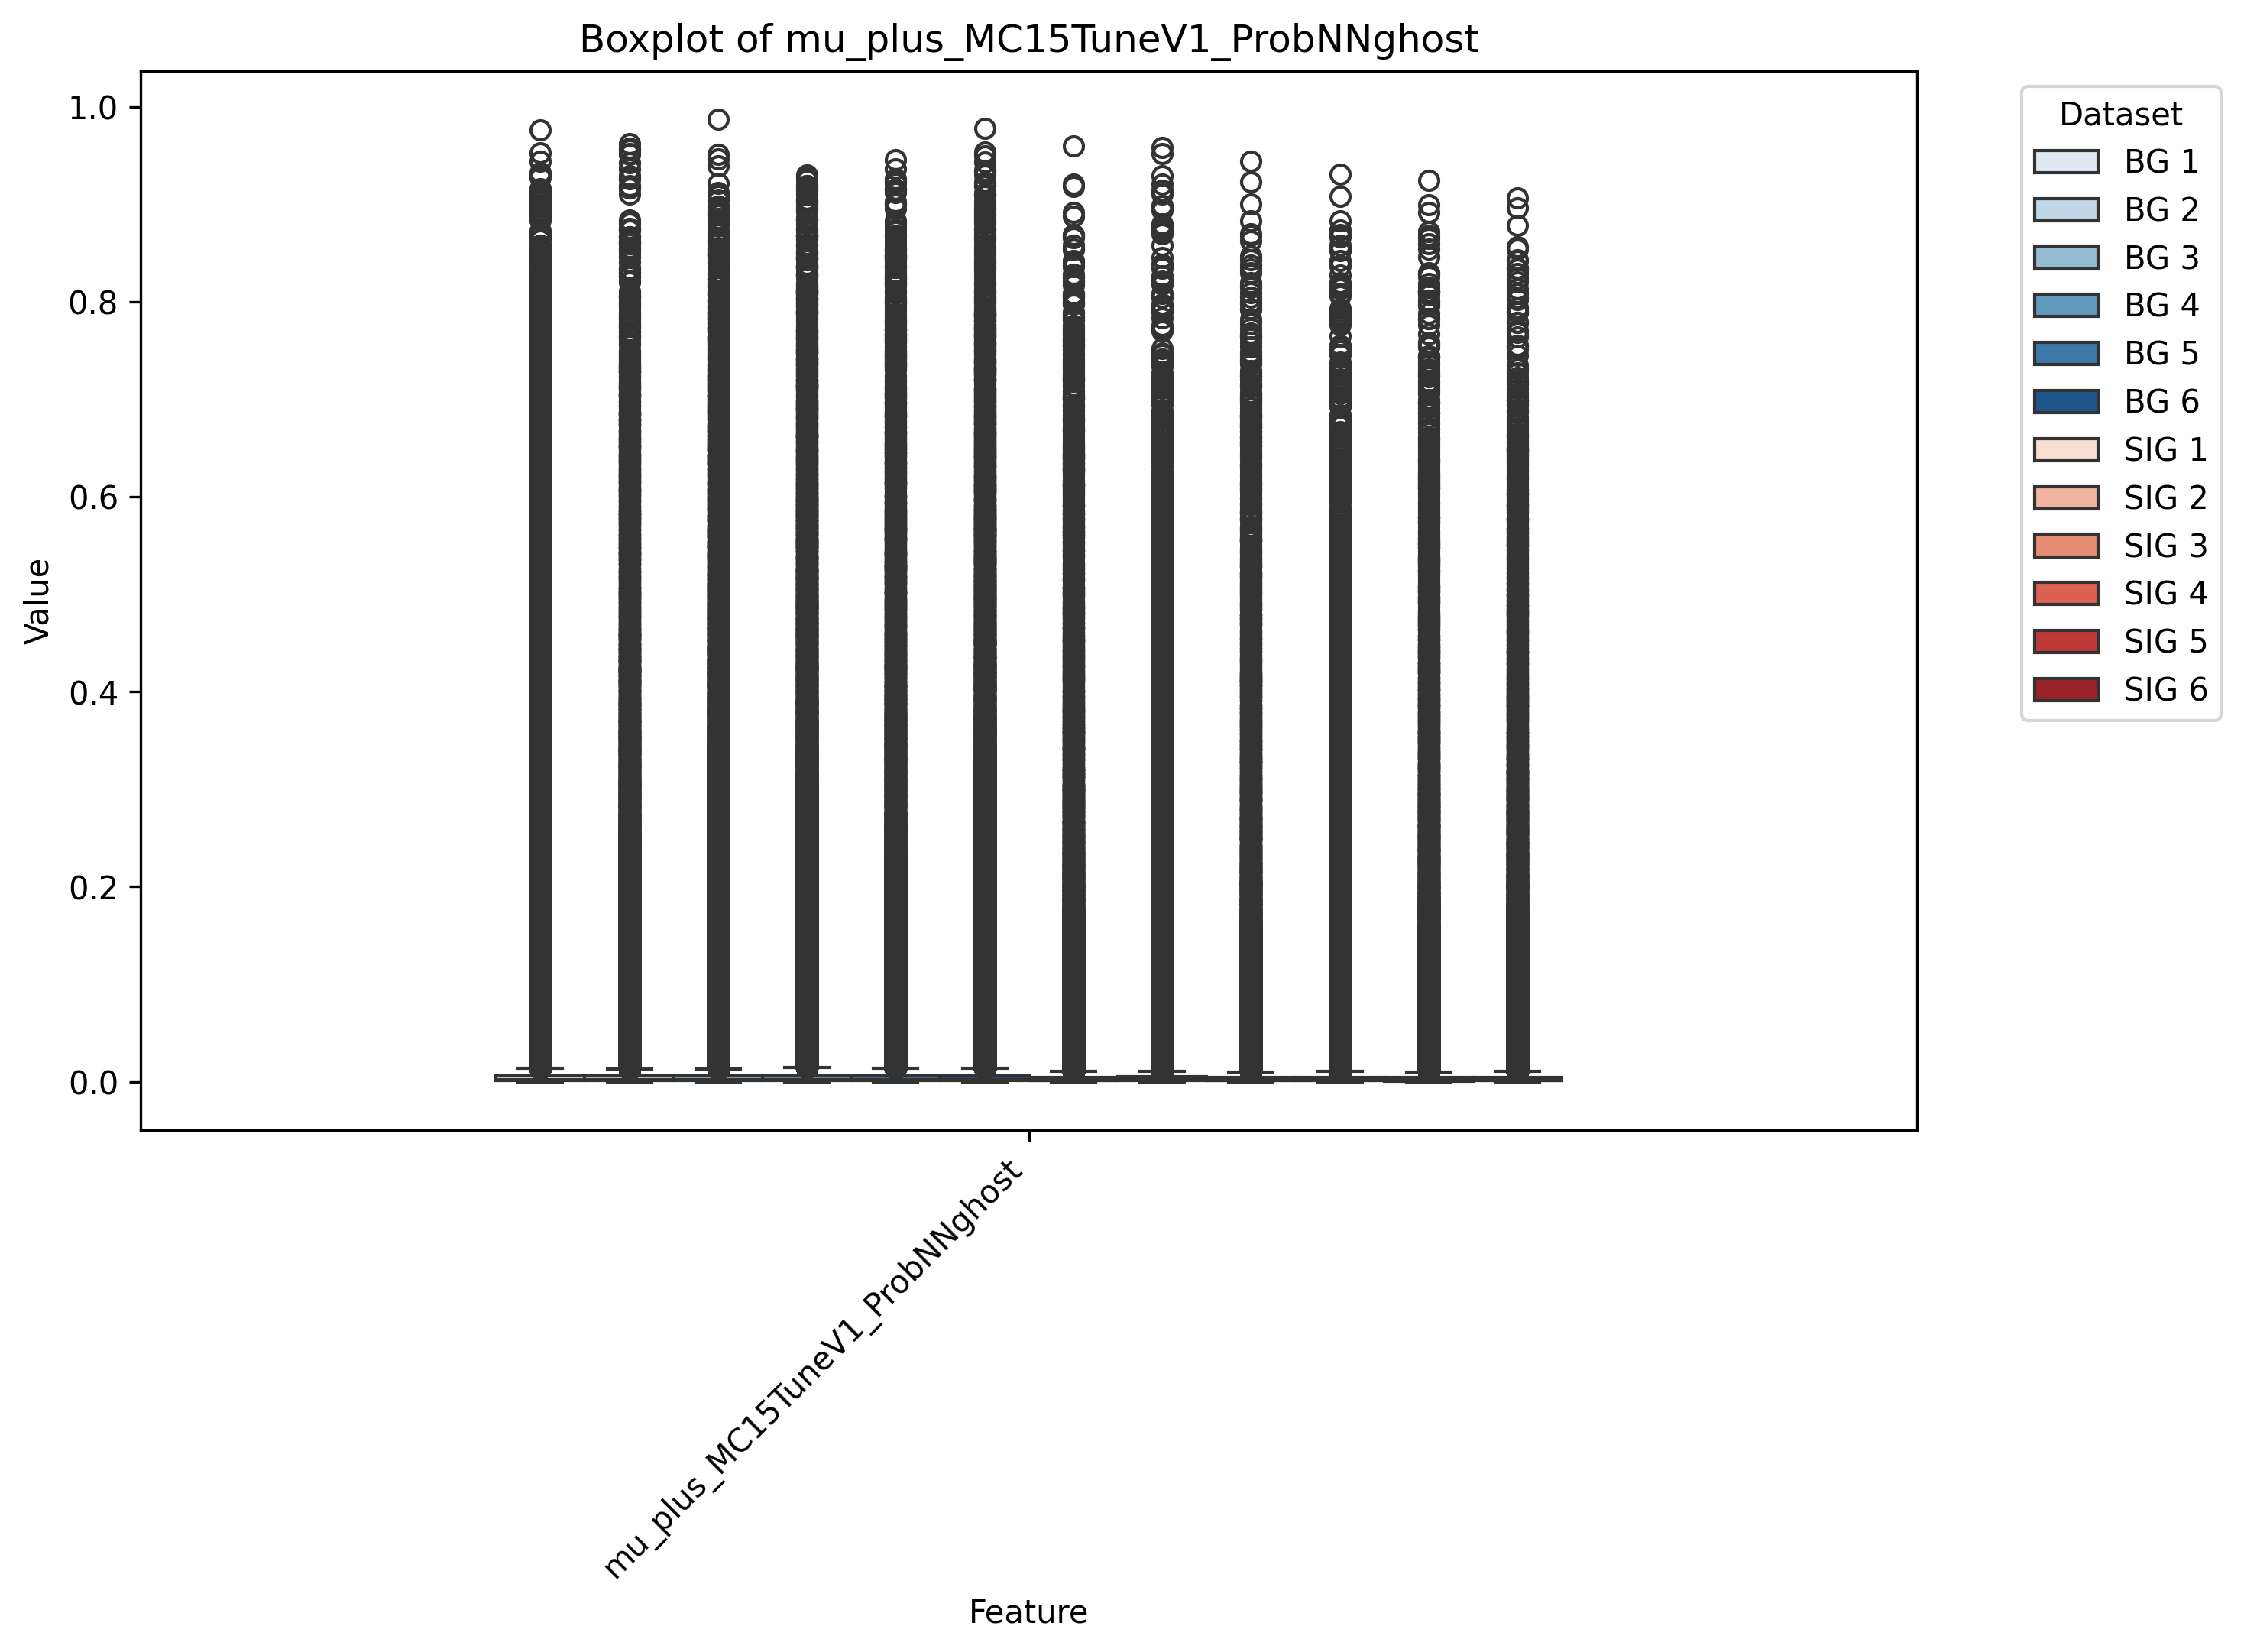 Boxplot of mu_plus_MC15TuneV1_ProbNNghost
1.0
0.8
0.6
0.4
0.2
0.0
Value
mu_plus_MC15TuneV1_ProbNNghost
Feature
Dataset
BG 1
BG 2
BG 3
BG 4
BG 5
BG 6
SIG 1
SIG 2
SIG 3
SIG 4
SIG 5
SIG 6